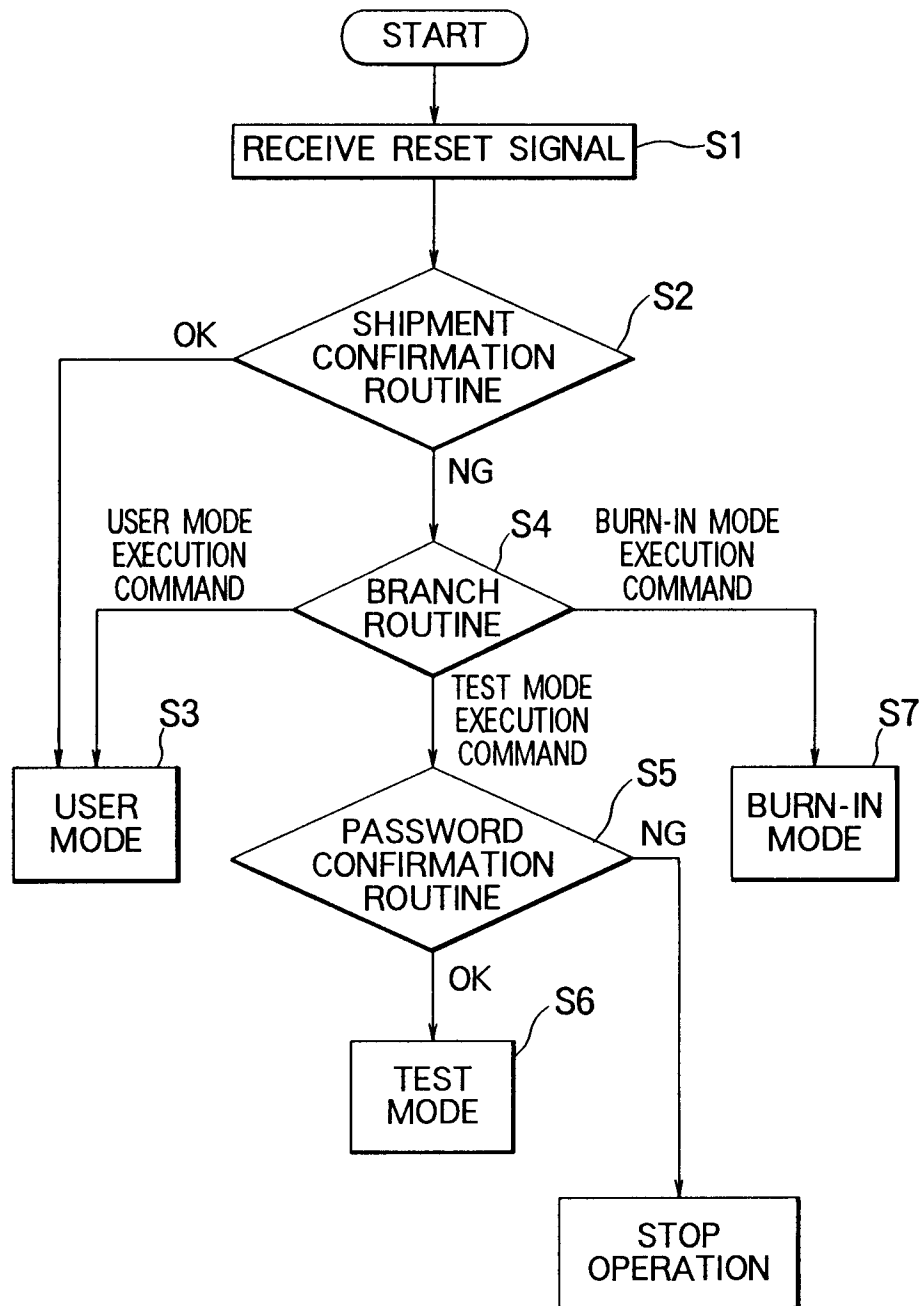 START
RECEIVE RESET SIGNAL
S1
S2
OK
SHIPMENT
CONFIRMATION
ROUTINE
NG
USER MODE
EXECUTION
COMMAND
S4
BURN-IN MODE
EXECUTION
COMMAND
BRANCH
ROUTINE
TEST MODE
EXECUTION
COMMAND
S3
S7
USER
MODE
S5
BURN-IN
MODE
PASSWORD
CONFIRMATION
ROUTINE
NG
OK
S6
TEST
MODE
STOP
OPERATION